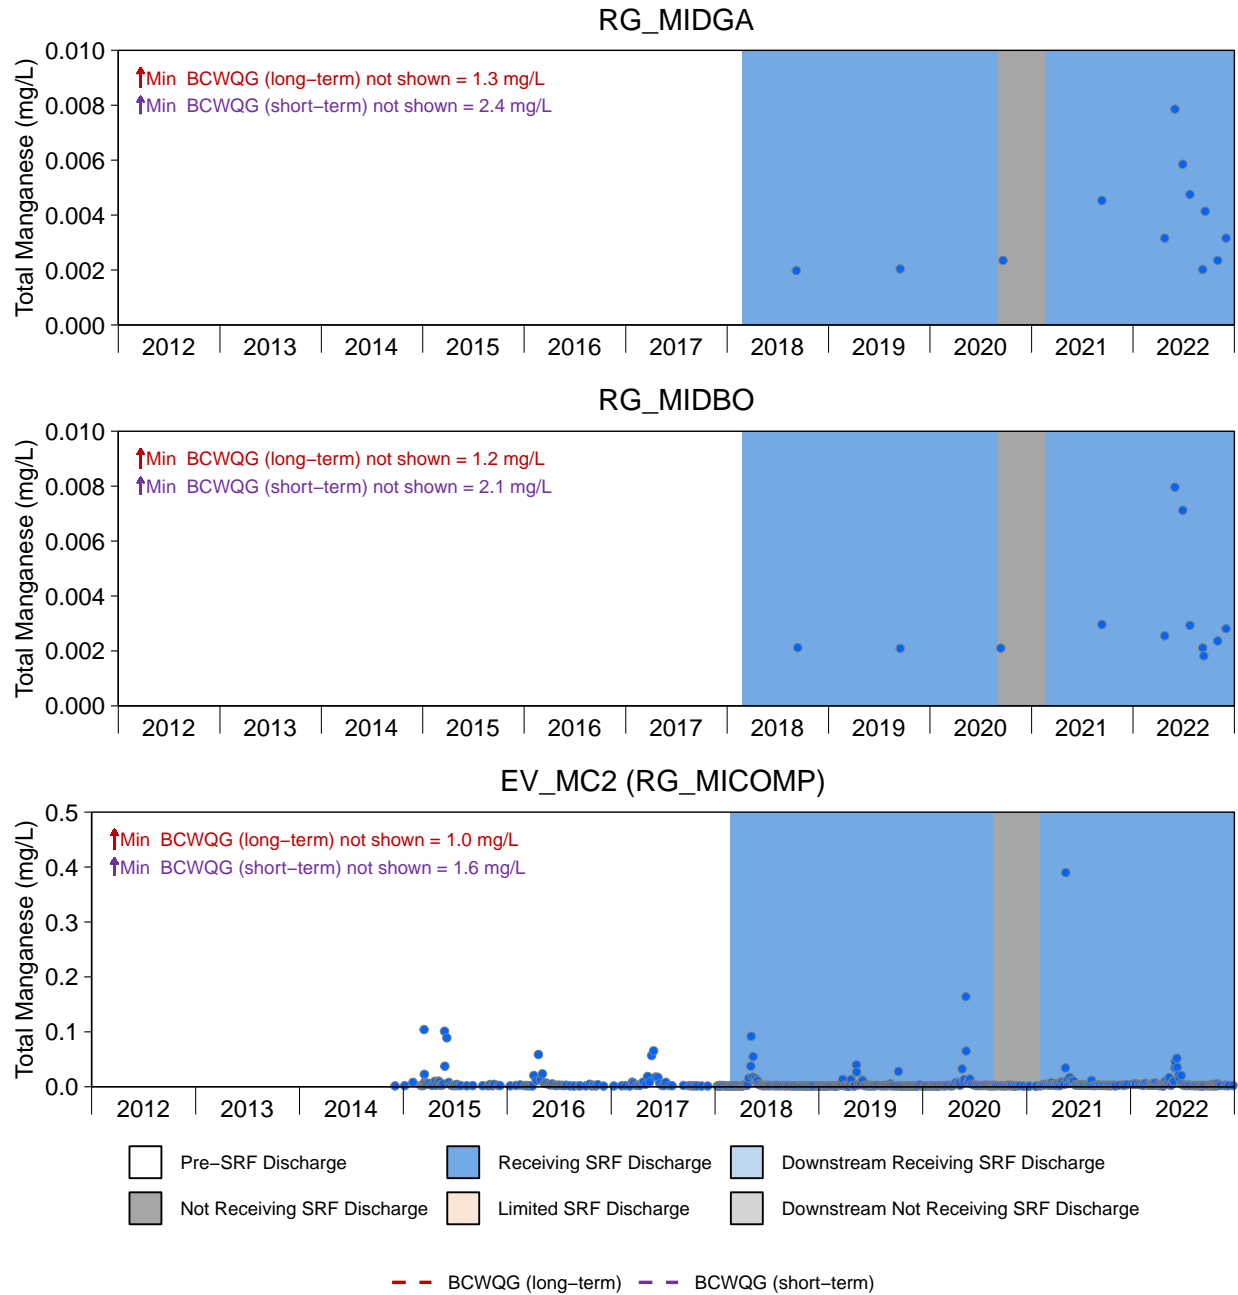 RG_MIDGA
Total Manganese (mg/L)
0.010
0.008
0.006
0.004
0.002
0.000
Min BCWQG (long−term) not shown = 1.3 mg/L
Min BCWQG (short−term) not shown = 2.4 mg/L
2012 2013 2014 2015 2016 2017 2018 2019 2020 2021 2022
RG_MIDBO
Total Manganese (mg/L)
0.010
0.008
0.006
0.004
0.002
0.000
Min BCWQG (long−term) not shown = 1.2 mg/L
Min BCWQG (short−term) not shown = 2.1 mg/L
2012 2013 2014 2015 2016 2017 2018 2019 2020 2021 2022
EV_MC2 (RG_MICOMP)
Total Manganese (mg/L)
0.5
0.4
0.3
0.2
0.1
0.0
Min BCWQG (long−term) not shown = 1.0 mg/L
Min BCWQG (short−term) not shown = 1.6 mg/L
2012 2013 2014 2015 2016 2017 2018 2019 2020 2021 2022
Pre−SRF Discharge Receiving SRF Discharge Downstream Receiving SRF Discharge
Not Receiving SRF Discharge Limited SRF Discharge Downstream Not Receiving SRF Discharge
BCWQG (long−term) BCWQG (short−term)